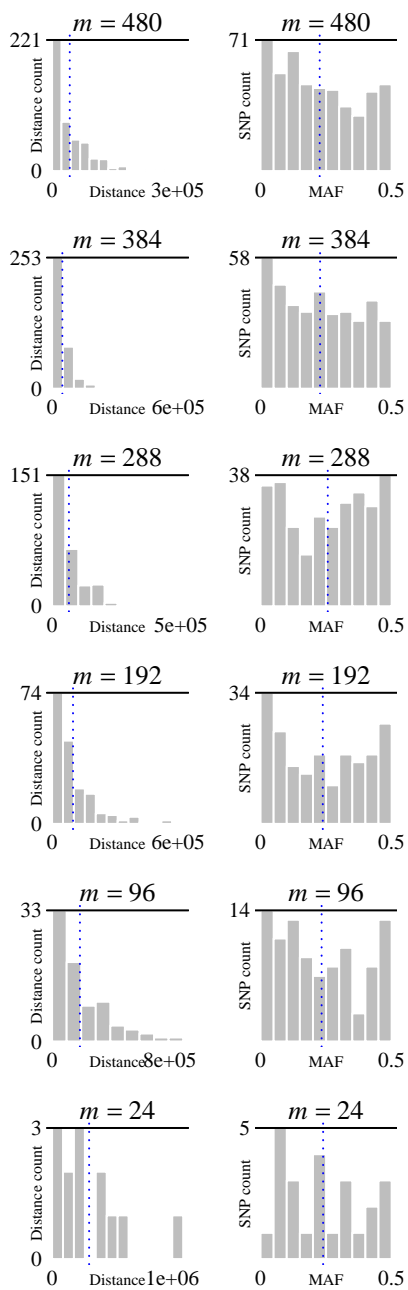 m = 480
221
Distance count
0
0 Distance 3e+05
m = 480
71
SNP count
0 MAF 0.5
m = 384
253
Distance count
0
0 Distance 6e+05
m = 384
58
SNP count
0 MAF 0.5
m = 288
151
Distance count
0
0 Distance 5e+05
m = 288
38
SNP count
0 MAF 0.5
m = 192
74
Distance count
0
0 Distance 6e+05
m = 192
34
SNP count
0 MAF 0.5
m = 96
33
Distance count
0
0 Distance 8e+05
m = 96
14
SNP count
0 MAF 0.5
m = 24
3
Distance count
0
0 Distance 1e+06
m = 24
5
SNP count
0 MAF 0.5